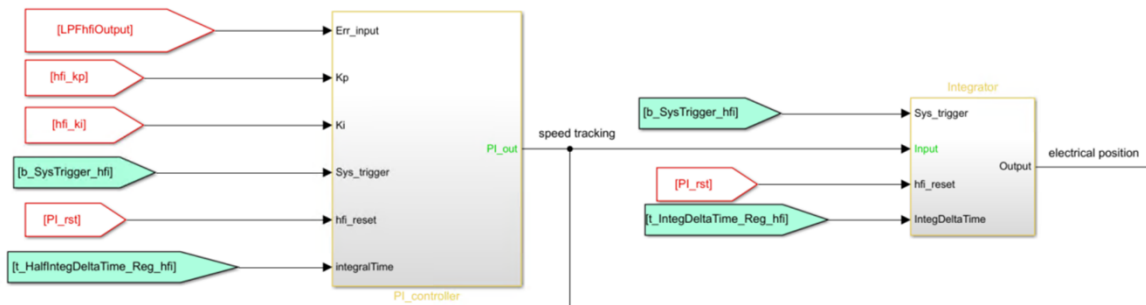 [LPFhfiOutput]
Err_input
[hfi_kp]
Kp
[hfi_ki]
Ki
[b_SysTrigger_hfi]
Sys_trigger
[PI_rst]
hfi_reset
[t_HalfIntegDeltaTime_Reg_hfi]
integralTime
PI_out
PI_controller
speed tracking
Integrator
[b_SysTrigger_hfi]
Sys_trigger
Input
[PI_rst]
hfi_reset
[t_IntegDeltaTime_Reg_hfi]
IntegDeltaTime
Output
electrical position